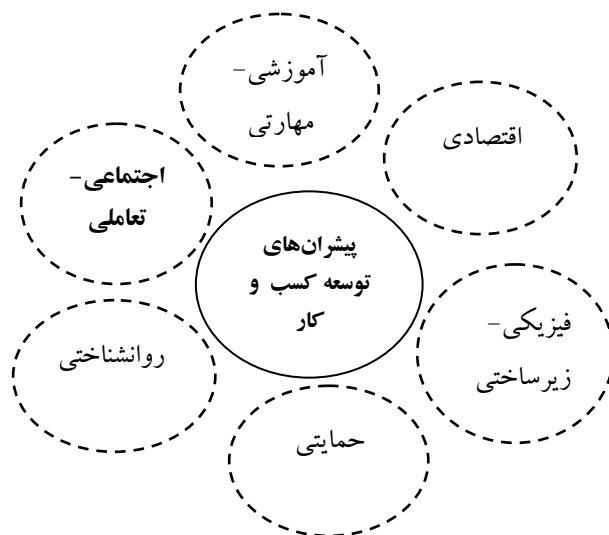 آموزشی-
مهارتی
اقتصادی
اجتماعی-
تعاملی
پیشران‌های
توسعه کسب و
کار
فیزیکی-
زیرساختی
روانشناختی
حمایتی